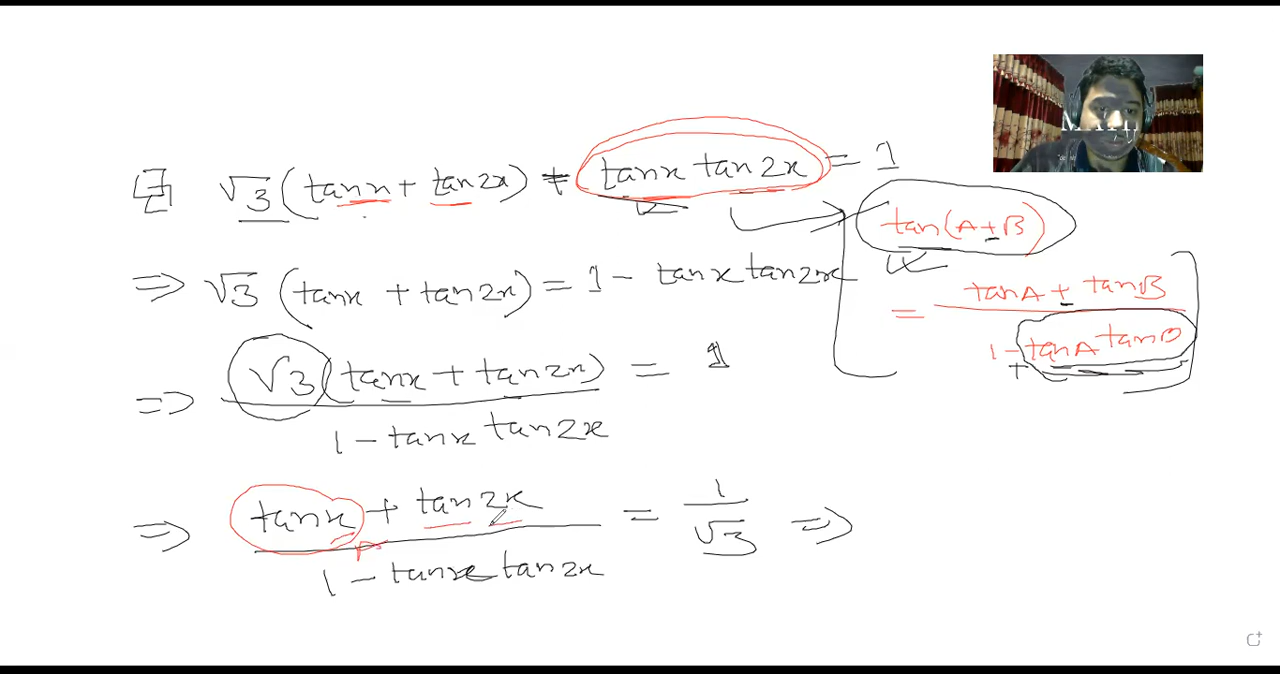 √3 (tanx + tan2x) + tanx tan2x = 1
⇒ √3 (tanx + tan2x) = 1 - tanx tan2x
tan(A+B)
= tanA + tanB
1 - tanA tanB
+
⇒ √3 (tanx + tan2x) = 1
1 - tanx tan2x
⇒ tanx + tan2x = 1 ⇒
√3
1 - tanx tan2x